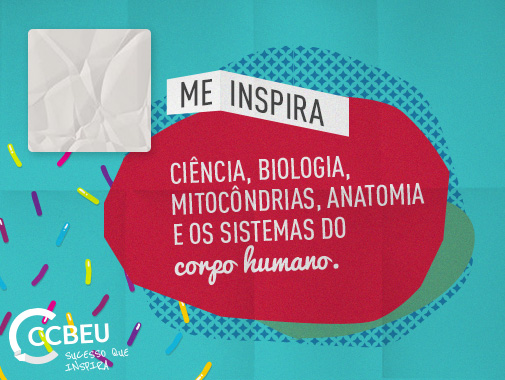 ME INSPIRA
CIÊNCIA, BIOLOGIA,
MITOCÔNDRIAS, ANATOMIA
E OS SISTEMAS DO
corpo humano.
CCBEU
SUCESSO QUE
INSPIRA